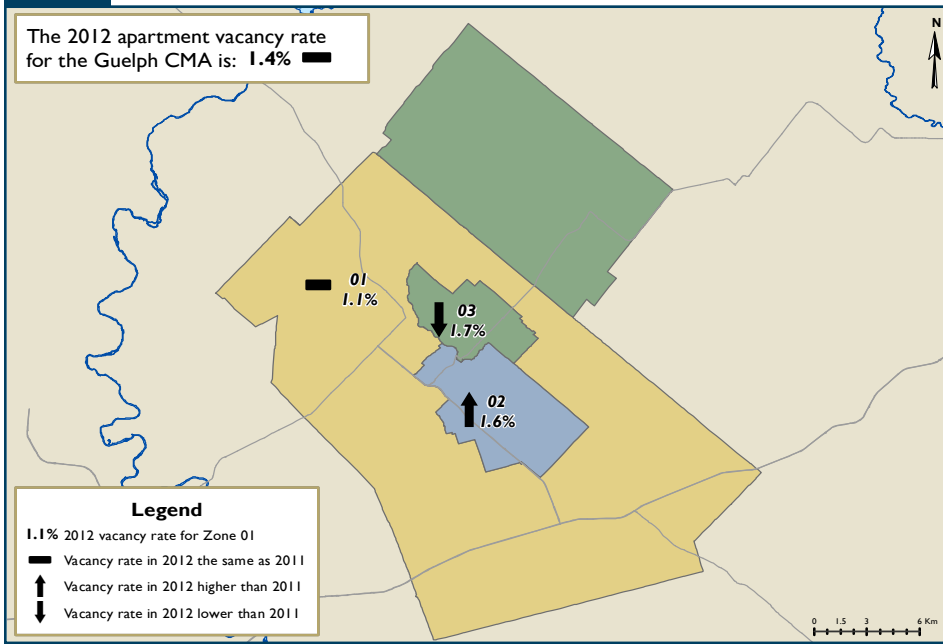 The 2012 apartment vacancy rate
for the Guelph CMA is: 1.4%
N
01
1.1%
03
1.7%
02
1.6%
Legend
1.1% 2012 vacancy rate for Zone 01
Vacancy rate in 2012 the same as 2011
Vacancy rate in 2012 higher than 2011
Vacancy rate in 2012 lower than 2011
0 1.5 3 6 Km